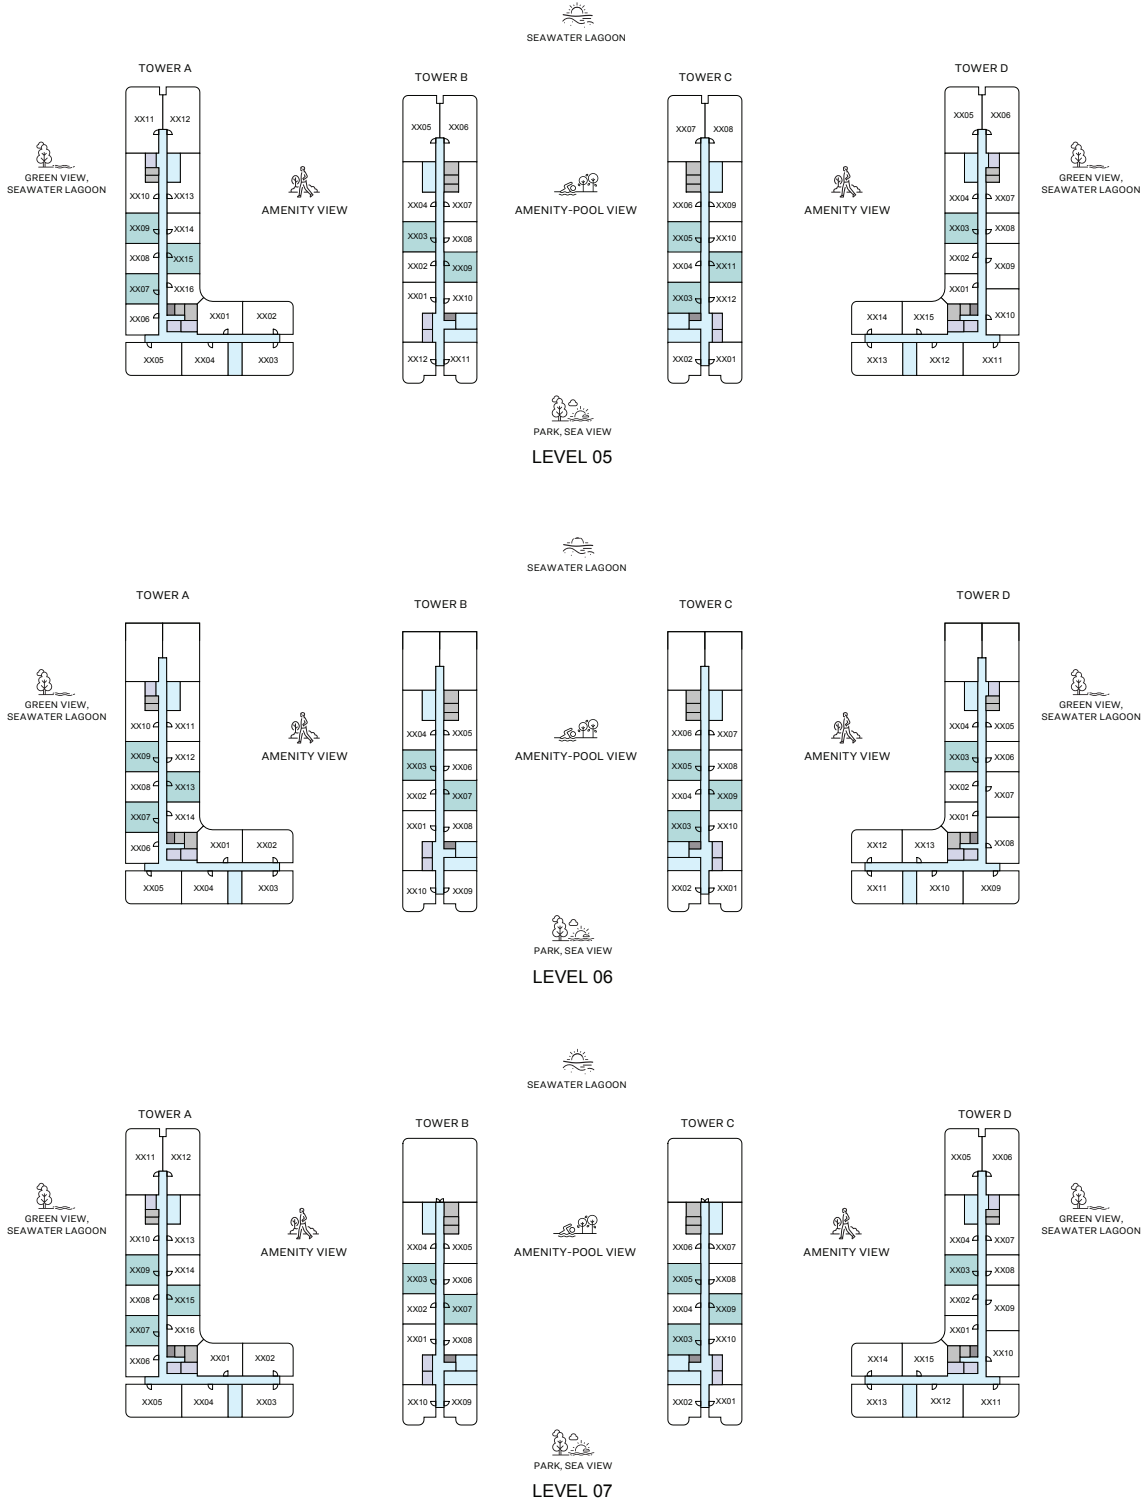 SEAWATER LAGOON
TOWER A
TOWER B
TOWER C
TOWER D
XX11 XX12
XX05 XX06
XX07 XX08
XX05 XX06
GREEN VIEW,
SEAWATER LAGOON
AMENITY VIEW
AMENITY-POOL VIEW
AMENITY VIEW
GREEN VIEW,
SEAWATER LAGOON
XX10 XX13
XX04 XX07
XX06 XX09
XX04 XX07
XX09 XX14
XX03 XX08
XX05 XX10
XX03 XX08
XX08 XX15
XX02 XX09
XX04 XX11
XX02 XX09
XX07 XX16
XX01 XX10
XX03 XX12
XX01
XX06 XX01 XX02
XX14 XX15 XX10
XX05 XX04 XX03
XX12 XX11
XX02 XX01
XX13 XX12 XX11
PARK, SEA VIEW
LEVEL 05
SEAWATER LAGOON
TOWER A
TOWER B
TOWER C
TOWER D
GREEN VIEW,
SEAWATER LAGOON
AMENITY VIEW
AMENITY-POOL VIEW
AMENITY VIEW
GREEN VIEW,
SEAWATER LAGOON
XX10 XX11
XX04 XX05
XX06 XX07
XX04 XX05
XX09 XX12
XX03 XX06
XX05 XX08
XX03 XX06
XX08 XX13
XX02 XX07
XX04 XX09
XX02 XX07
XX07 XX14
XX01 XX08
XX03 XX10
XX01
XX06 XX01 XX02
XX12 XX13 XX08
XX05 XX04 XX03
XX10 XX09
XX02 XX01
XX11 XX10 XX09
PARK, SEA VIEW
LEVEL 06
SEAWATER LAGOON
TOWER A
TOWER B
TOWER C
TOWER D
XX11 XX12
XX05 XX06
GREEN VIEW,
SEAWATER LAGOON
AMENITY VIEW
AMENITY-POOL VIEW
AMENITY VIEW
GREEN VIEW,
SEAWATER LAGOON
XX10 XX13
XX04 XX05
XX06 XX07
XX04 XX07
XX09 XX14
XX03 XX06
XX05 XX08
XX03 XX08
XX08 XX15
XX02 XX07
XX04 XX09
XX02 XX09
XX07 XX16
XX01 XX08
XX03 XX10
XX01
XX06 XX01 XX02
XX14 XX15 XX10
XX05 XX04 XX03
XX10 XX09
XX02 XX01
XX13 XX12 XX11
PARK, SEA VIEW
LEVEL 07